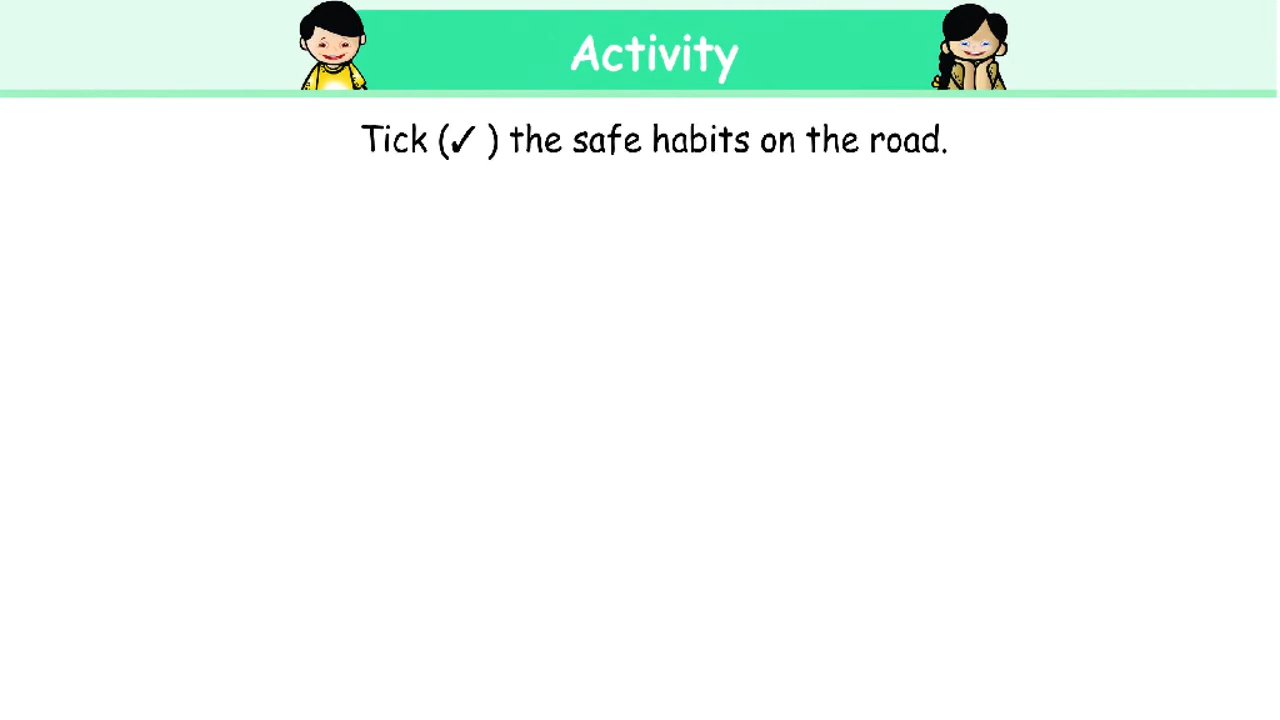 Activity
Tick (✓ ) the safe habits on the road.